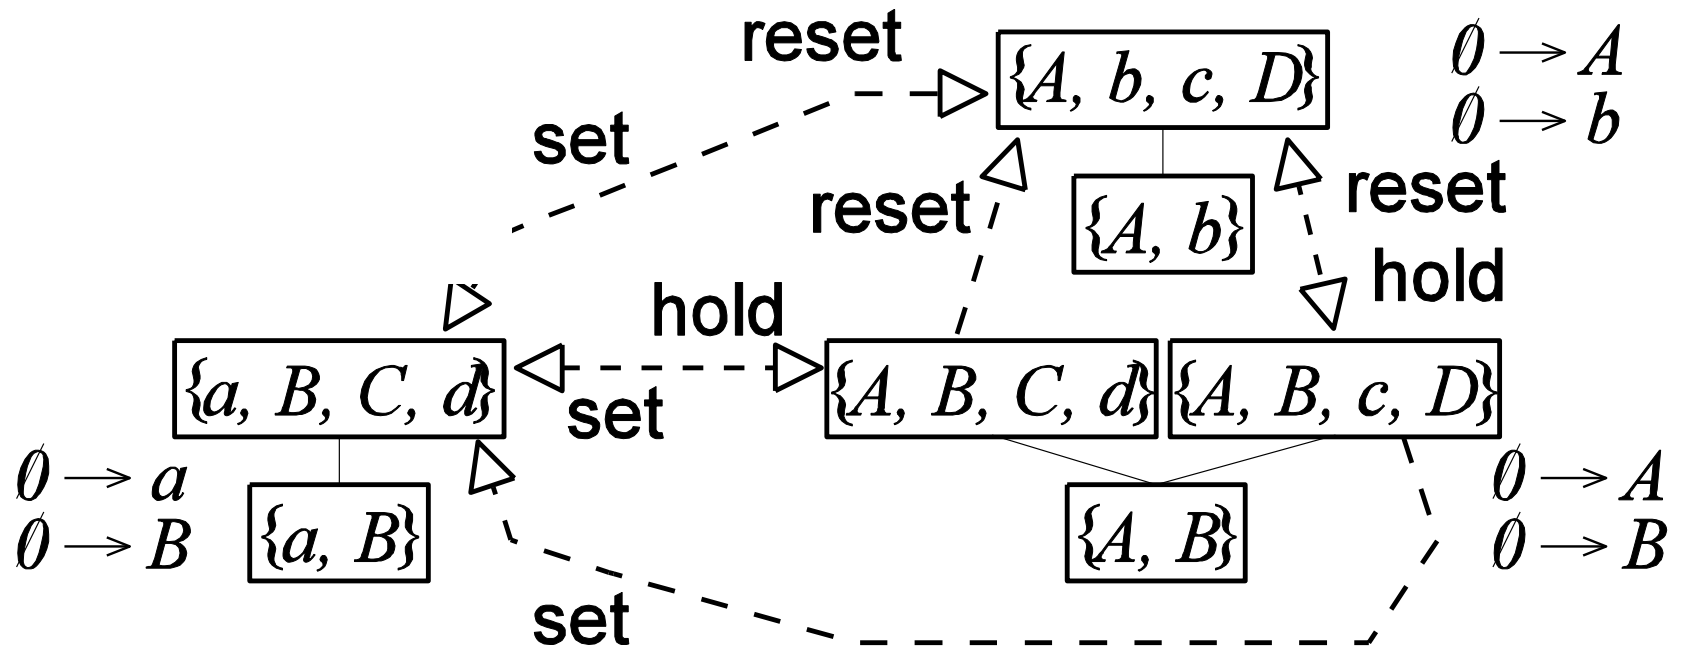 reset
{A, b, c, D}
∅ → A
∅ → b
set
reset
reset
{A, b}
hold
hold
{a, B, C, d}
{A, B, C, d}
{A, B, c, D}
set
∅ → a
∅ → B
{a, B}
{A, B}
∅ → A
∅ → B
set